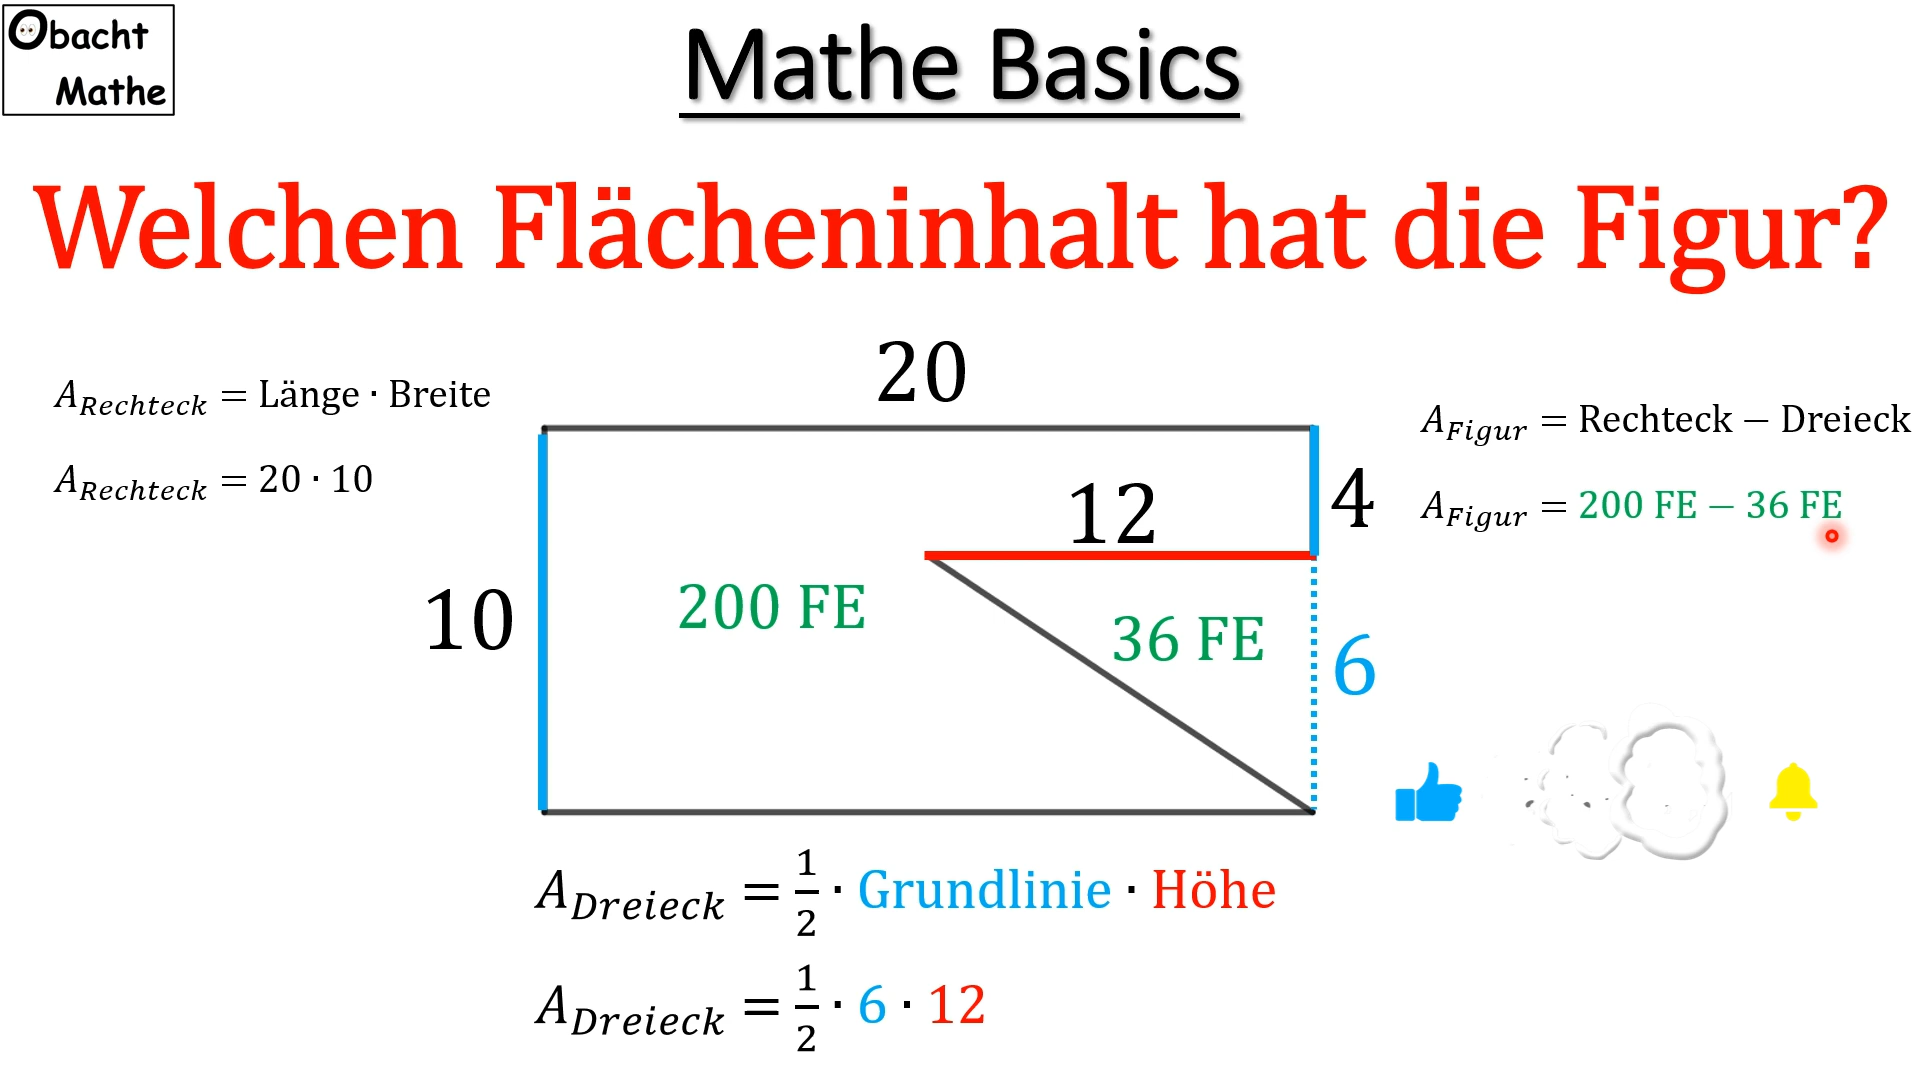 Obacht
Mathe
Mathe Basics
Welchen Flächeninhalt hat die Figur?
A_Rechteck = Länge · Breite
A_Rechteck = 20 · 10
20
10
12
4
6
200 FE
36 FE
A_Figur = Rechteck − Dreieck
A_Figur = 200 FE − 36 FE
A_Dreieck = 1/2 · Grundlinie · Höhe
A_Dreieck = 1/2 · 6 · 12